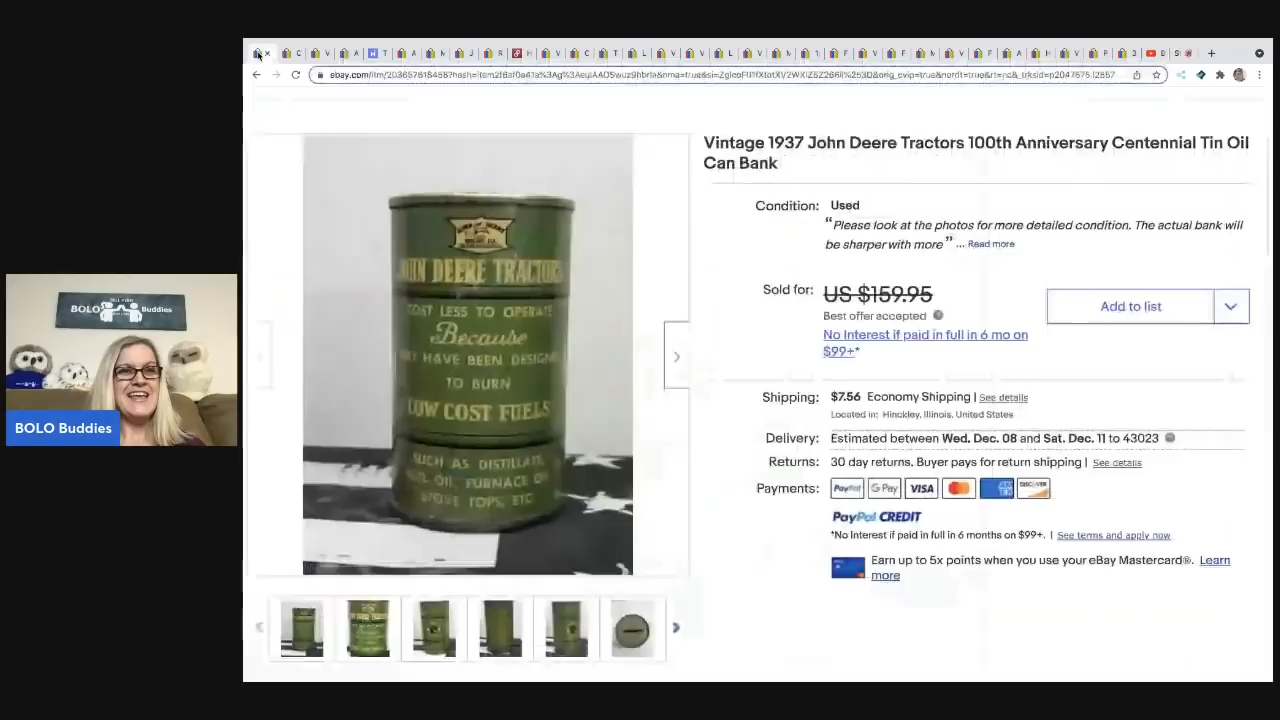 Vintage 1937 John Deere Tractors 100th Anniversary Centennial Tin Oil
Can Bank
Condition: Used
"Please look at the photos for more detailed condition. The actual bank will
be sharper with more" ... Read more
Sold for: US $159.95
Best offer accepted
No Interest if paid in full in 6 mo on
$99+*
Add to list
Shipping: $7.56 Economy Shipping | See details
Located in: Hinckley, Illinois, United States
Delivery: Estimated between Wed. Dec. 08 and Sat. Dec. 11 to 43023
Returns: 30 day returns. Buyer pays for return shipping | See details
Payments: PayPal G Pay VISA DISCOVER
PayPal CREDIT
*No Interest if paid in full in 6 months on $99+. | See terms and apply now
Earn up to 5x points when you use your eBay Mastercard®. Learn
more
JOHN DEERE TRACTORS
COST LESS TO OPERATE
Because
HAVE BEEN DESIGNE
TO BURN
LOW COST FUELS
SUCH AS DISTILLATE,
OIL, FURNACE
STOVE TOPS, ETC
BOLO Buddies
BOLO Buddies